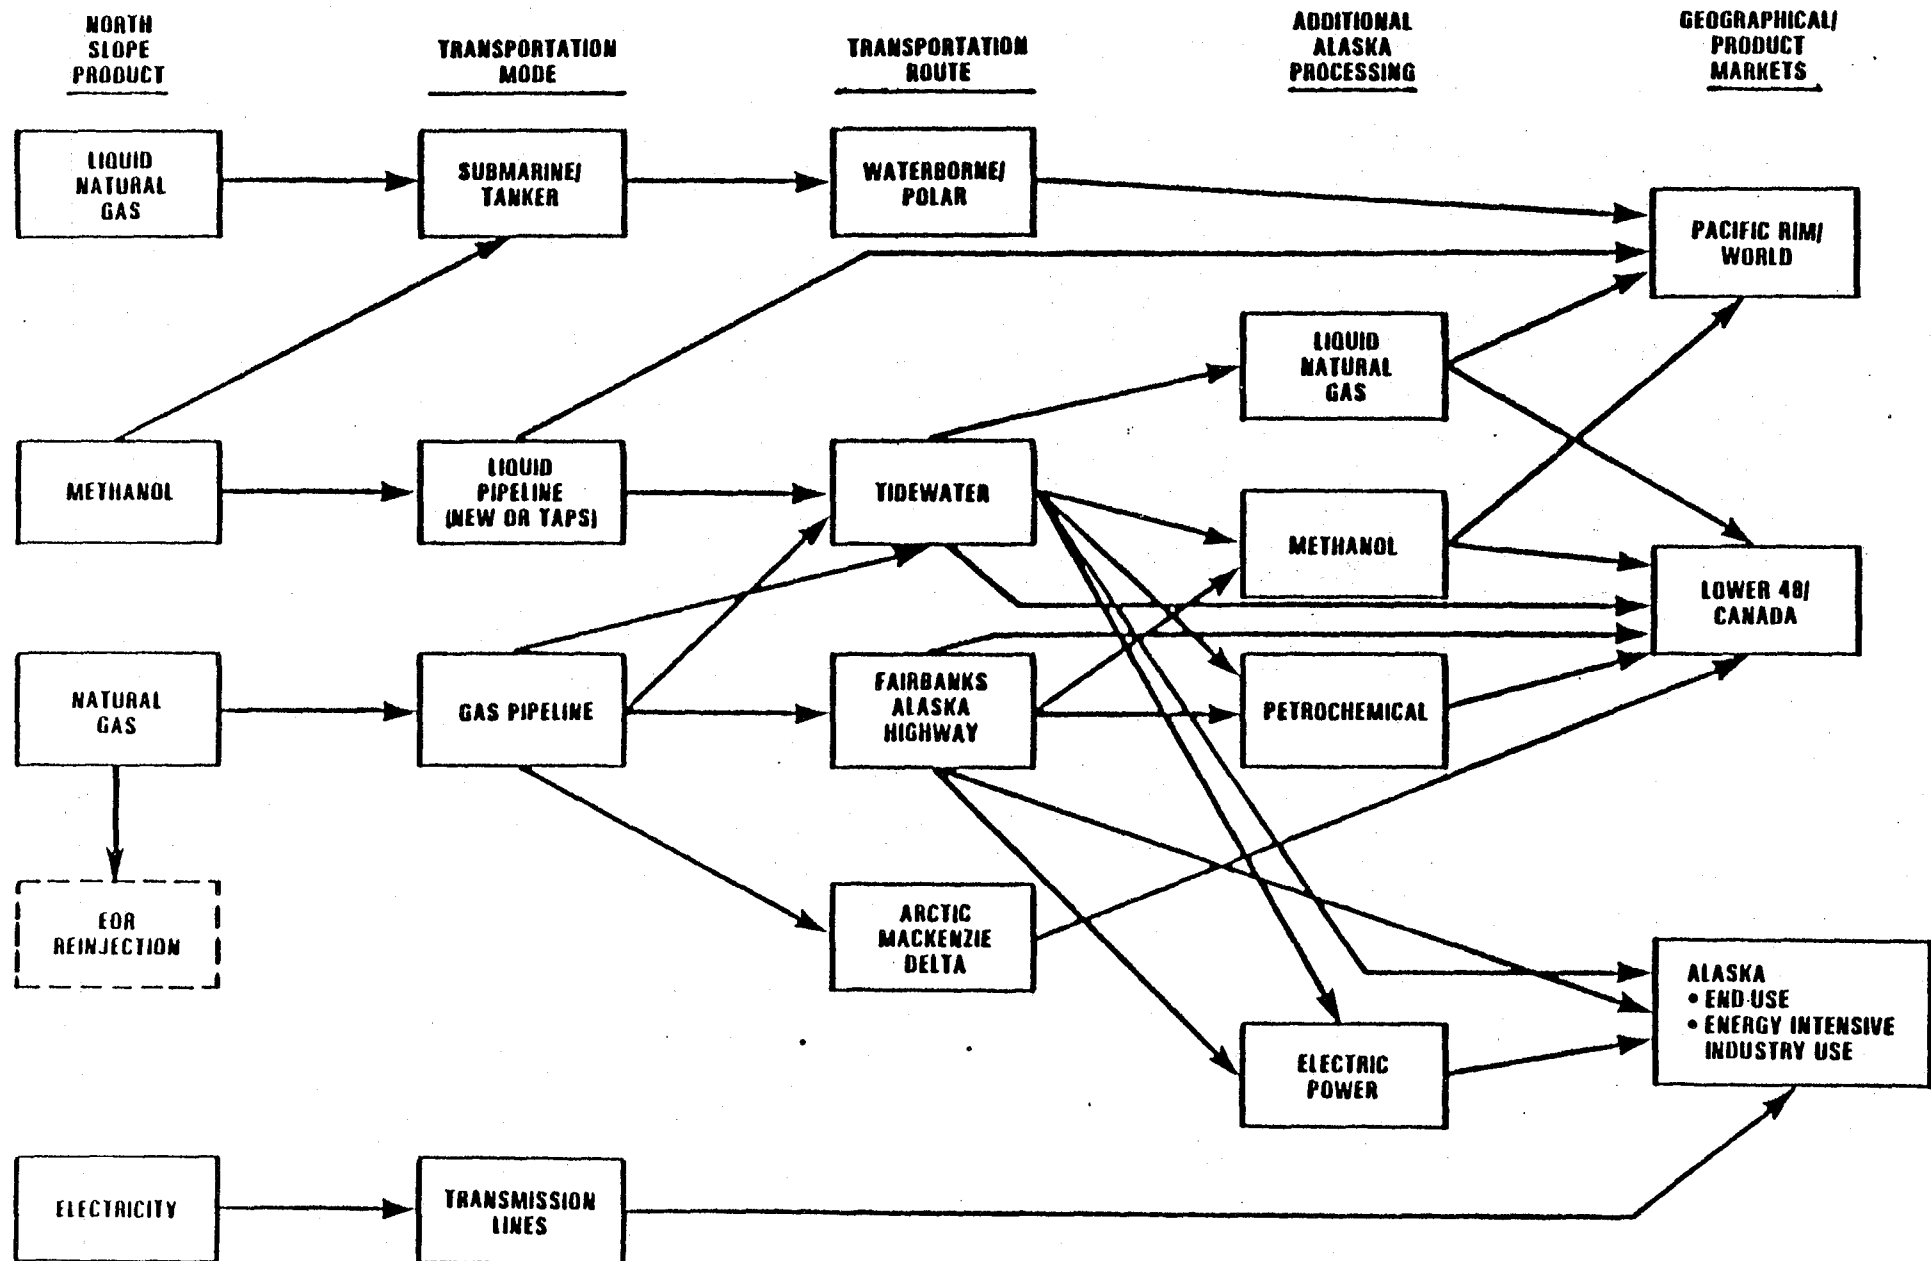 NORTH
SLOPE
PRODUCT
TRANSPORTATION
MODE
TRANSPORTATION
ROUTE
ADDITIONAL
ALASKA
PROCESSING
GEOGRAPHICAL/
PRODUCT
MARKETS
LIQUID
NATURAL
GAS
SUBMARINE/
TANKER
WATERBORNE/
POLAR
PACIFIC RIM/
WORLD
LIQUID
NATURAL
GAS
METHANOL
LIQUID
PIPELINE
(NEW OR TAPS)
TIDEWATER
METHANOL
LOWER 48/
CANADA
NATURAL
GAS
GAS PIPELINE
FAIRBANKS
ALASKA
HIGHWAY
PETROCHEMICAL
EOR
REINJECTION
ARCTIC
MACKENZIE
DELTA
ALASKA
• END-USE
• ENERGY INTENSIVE
INDUSTRY USE
ELECTRIC
POWER
ELECTRICITY
TRANSMISSION
LINES